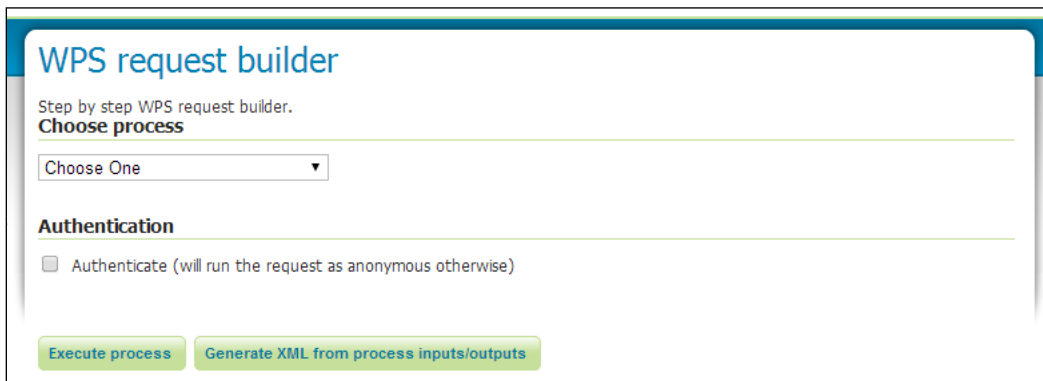 WPS request builder
Step by step WPS request builder.
Choose process
Choose One
Authentication
Authenticate (will run the request as anonymous otherwise)
Execute process
Generate XML from process inputs/outputs